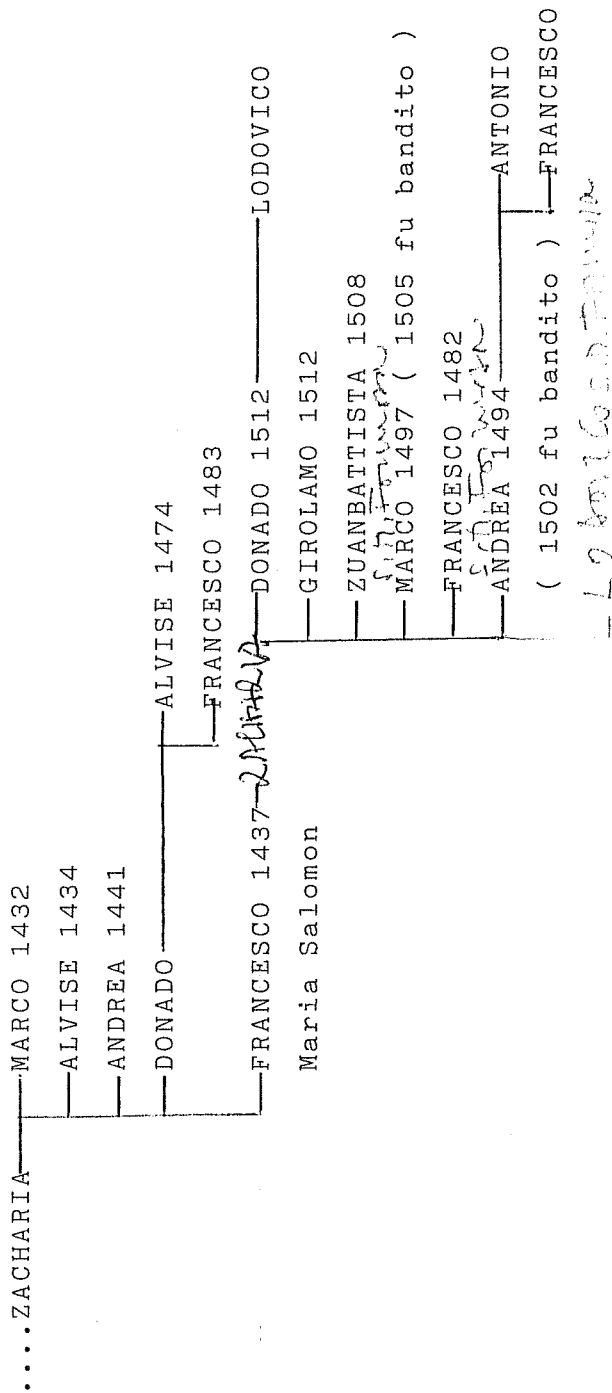 ....ZACHARIA MARCO 1432
ALVISE 1434
ANDREA 1441
DONADO ALVISE 1474
FRANCESCO 1483
FRANCESCO 1437 ZACHARIA DONADO 1512 LODOVICO
Maria Salomon
GIROLAMO 1512
ZUANBATTISTA 1508
MARCO 1497 ( 1505 fu bandito )
FRANCESCO 1482
ANDREA 1494 ANTONIO
( 1502 fu bandito ) FRANCESCO